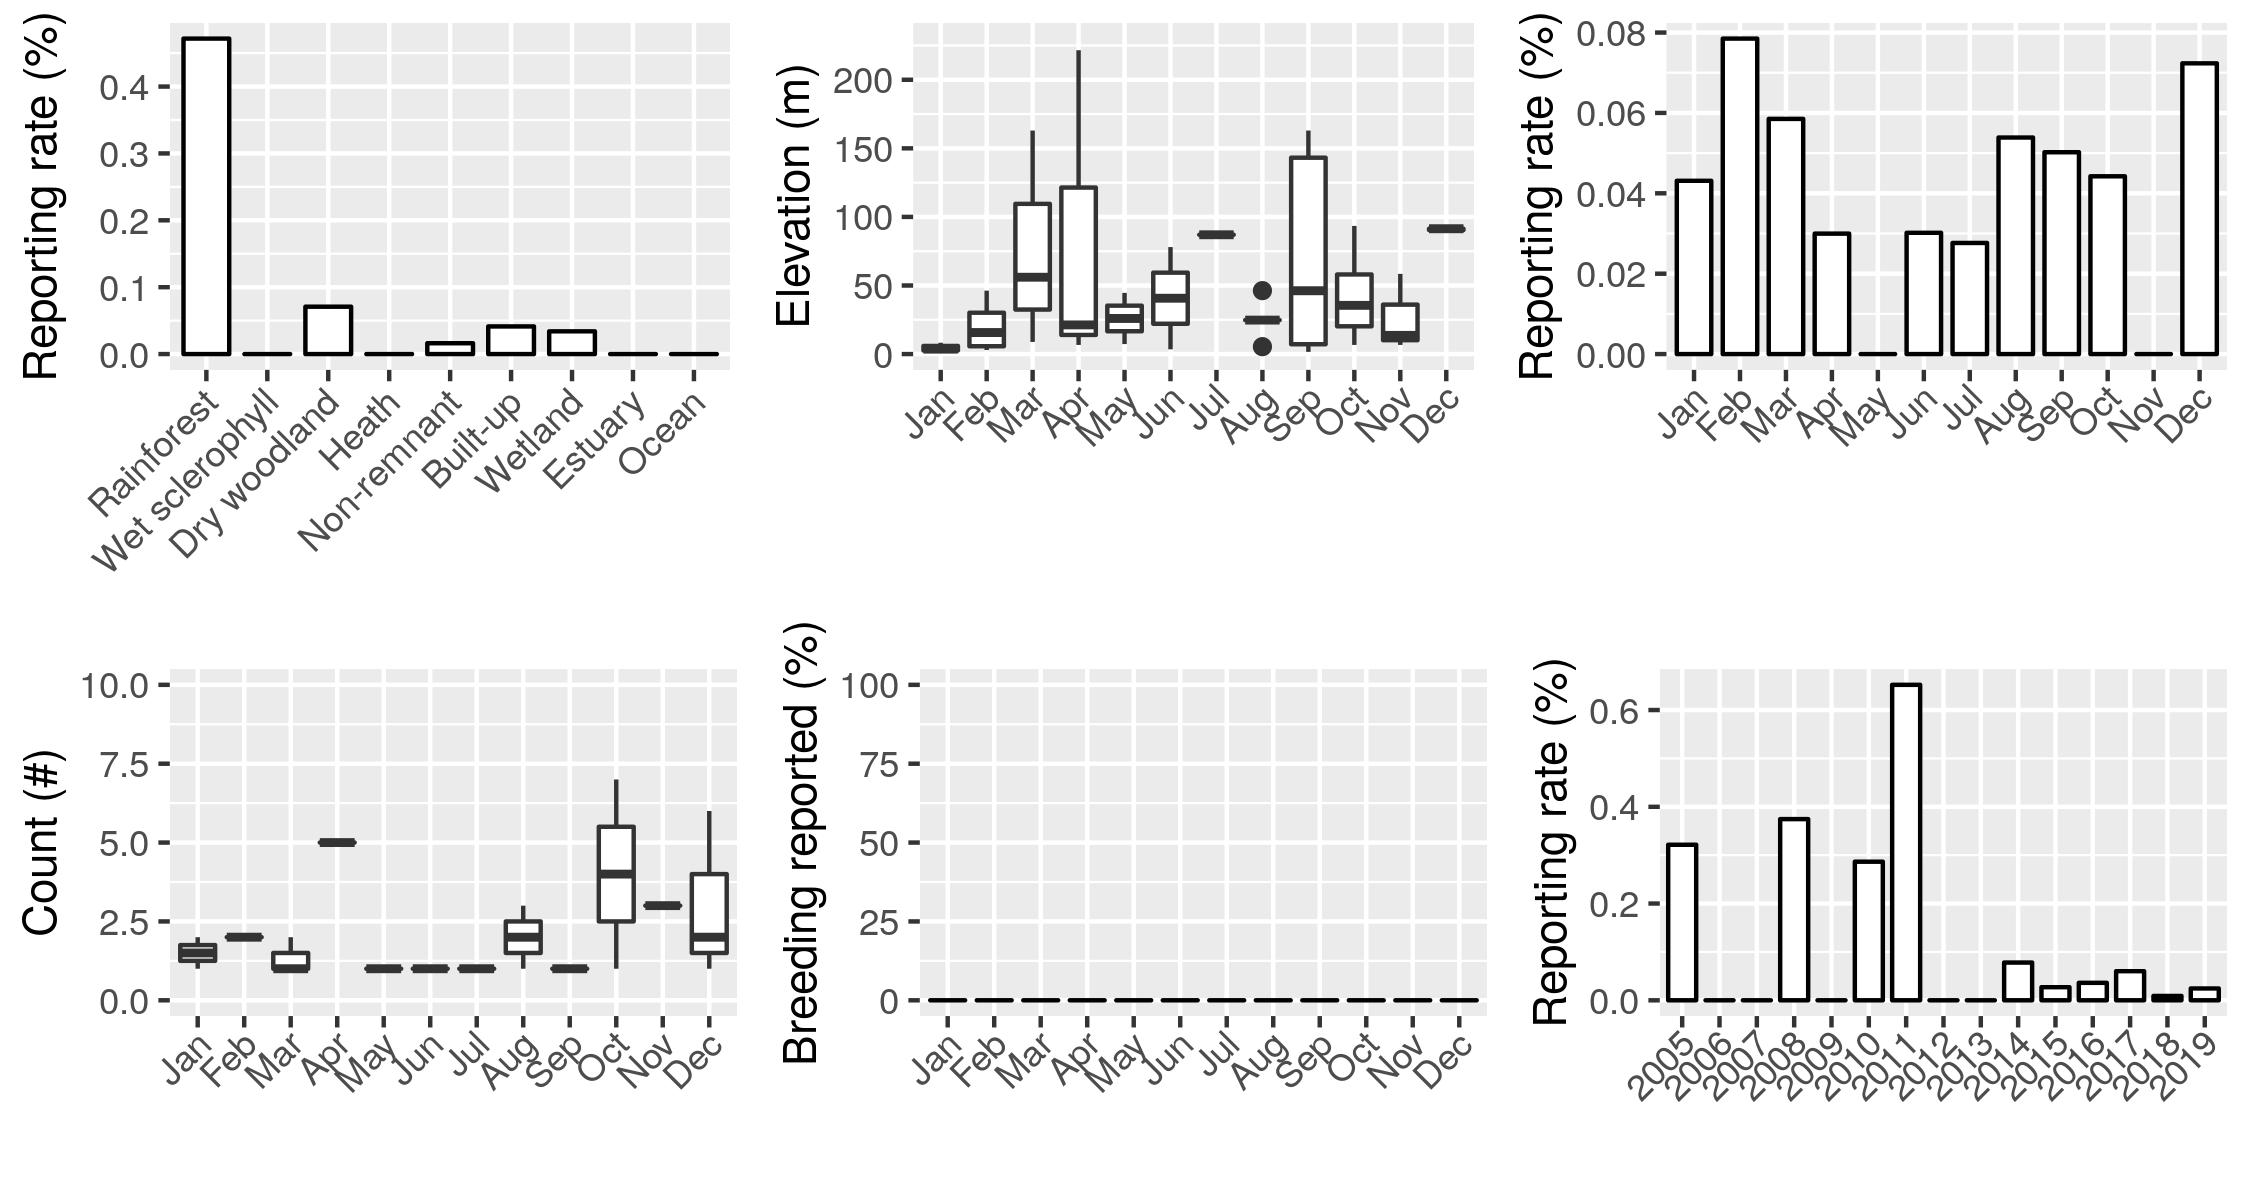 Reporting rate (%)
0.4
0.3
0.2
0.1
0.0
Rainforest
Wet sclerophyll
Dry woodland
Heath
Non-remnant
Built-up
Wetland
Estuary
Ocean
Elevation (m)
200
150
100
50
0
Jan
Feb
Mar
Apr
May
Jun
Jul
Aug
Sep
Oct
Nov
Dec
Reporting rate (%)
0.08
0.06
0.04
0.02
0.00
Jan
Feb
Mar
Apr
May
Jun
Jul
Aug
Sep
Oct
Nov
Dec
Count (#)
10.0
7.5
5.0
2.5
0.0
Jan
Feb
Mar
Apr
May
Jun
Jul
Aug
Sep
Oct
Nov
Dec
Breeding reported (%)
100
75
50
25
0
Jan
Feb
Mar
Apr
May
Jun
Jul
Aug
Sep
Oct
Nov
Dec
Reporting rate (%)
0.6
0.4
0.2
0.0
2005
2006
2007
2008
2009
2010
2011
2012
2013
2014
2015
2016
2017
2018
2019